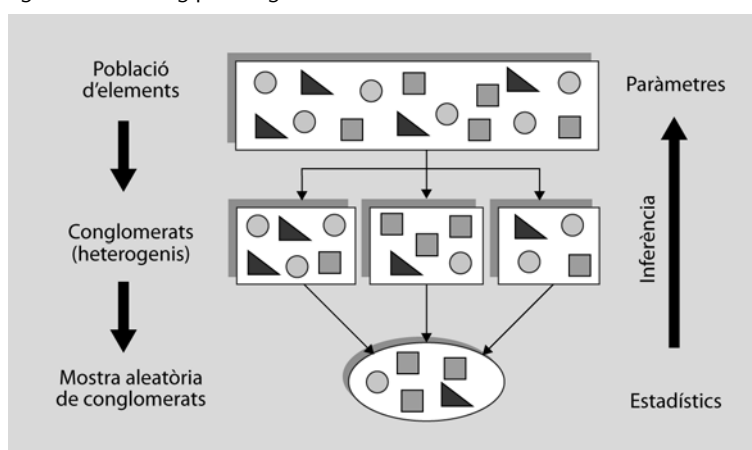 Població
d'elements
Paràmetres
Conglomerats
(heterogenis)
Inferència
Mostra aleatòria
de conglomerats
Estadístics